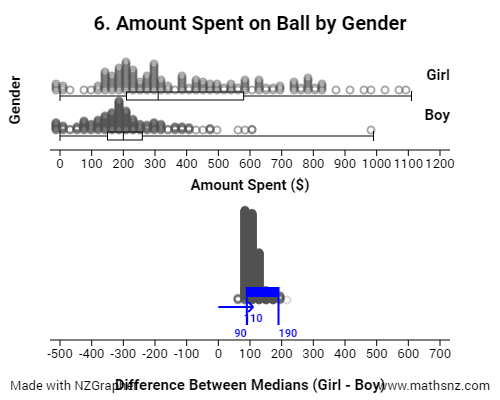 6. Amount Spent on Ball by Gender
Gender
Girl
Boy
0 100 200 300 400 500 600 700 800 900 1000 1100 1200
Amount Spent ($)
110
90 190
-500 -400 -300 -200 -100 0 100 200 300 400 500 600 700
Made with NZGrapher
Difference Between Medians (Girl - Boy)
www.mathsnz.com